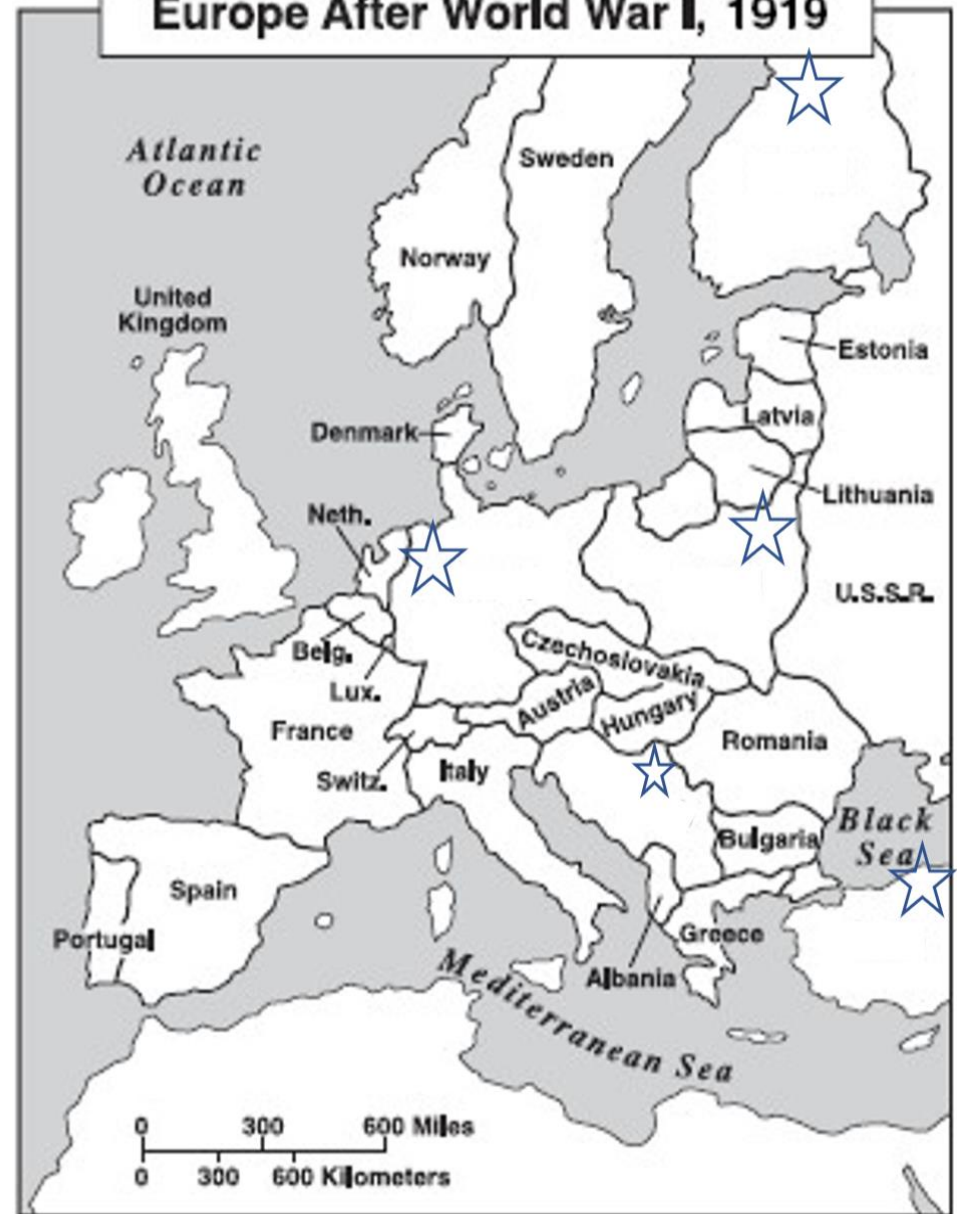 Europe After World War I, 1919
Atlantic
Ocean
Sweden
Norway
United
Kingdom
Estonia
Latvia
Denmark
Lithuania
Neth.
U.S.S.R.
Belg.
Czechoslovakia
Lux.
Austria
Hungary
France
Romania
Switz.
Italy
Black
Sea
Bulgaria
Spain
Portugal
Greece
Albania
Mediterranean Sea
0 300 600 Miles
0 300 600 Kilometers